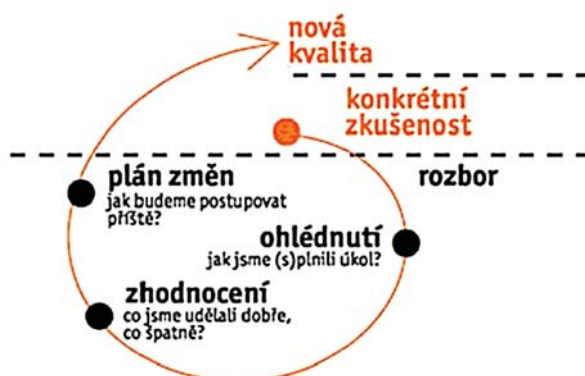 nová
kvalita
konkrétní
zkušenost
plán změn
jak budeme postupovat
příště?
rozbor
ohlédnutí
jak jsme (s)plnili úkol?
zhodnocení
co jsme udělali dobře,
co špatně?